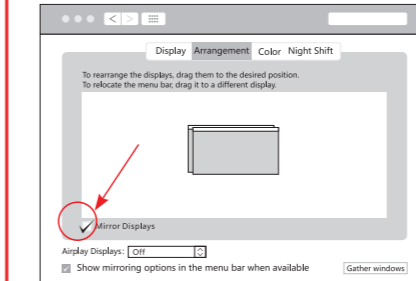 Display Arrangement Color Night Shift
To rearrange the displays, drag them to the desired position.
To relocate the menu bar, drag it to a different display.
Mirror Displays
Airplay Displays: Off
Show mirroring options in the menu bar when available
Gather windows